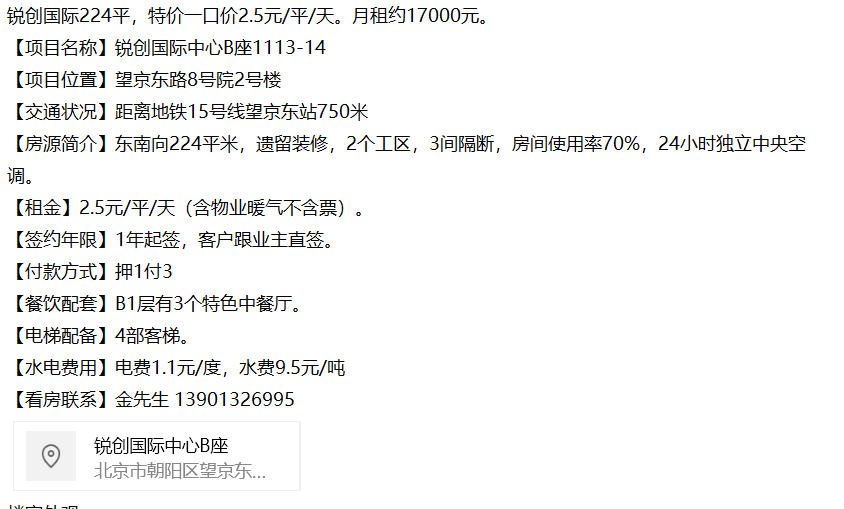 锐创国际224平，特价一口价2.5元/平/天。月租约17000元。
【项目名称】锐创国际中心B座1113-14
【项目位置】望京东路8号院2号楼
【交通状况】距离地铁15号线望京东站750米
【房源简介】东南向224平米，遗留装修，2个工区，3间隔断，房间使用率70%，24小时独立中央空
调。
【租金】2.5元/平/天（含物业暖气不含票）。
【签约年限】1年起签，客户跟业主直签。
【付款方式】押1付3
【餐饮配套】B1层有3个特色中餐厅。
【电梯配备】4部客梯。
【水电费用】电费1.1元/度，水费9.5元/吨
【看房联系】金先生 13901326995
锐创国际中心B座
北京市朝阳区望京东...